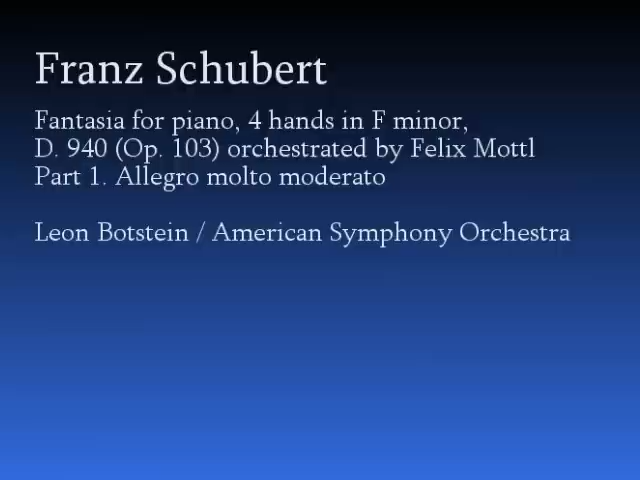 Franz Schubert
Fantasia for piano, 4 hands in F minor,
D. 940 (Op. 103) orchestrated by Felix Mottl
Part 1. Allegro molto moderato
Leon Botstein / American Symphony Orchestra